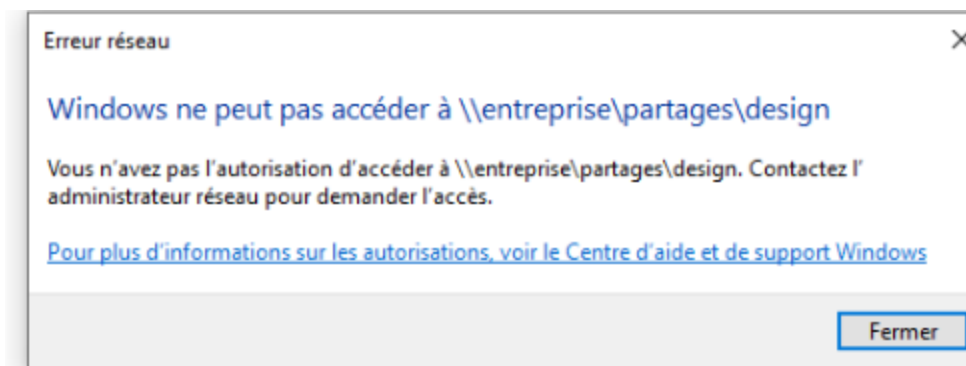 Erreur réseau
Windows ne peut pas accéder à \\entreprise\partages\design
Vous n’avez pas l’autorisation d’accéder à \\entreprise\partages\design. Contactez l’
administrateur réseau pour demander l’accès.
Pour plus d’informations sur les autorisations, voir le Centre d’aide et de support Windows
Fermer